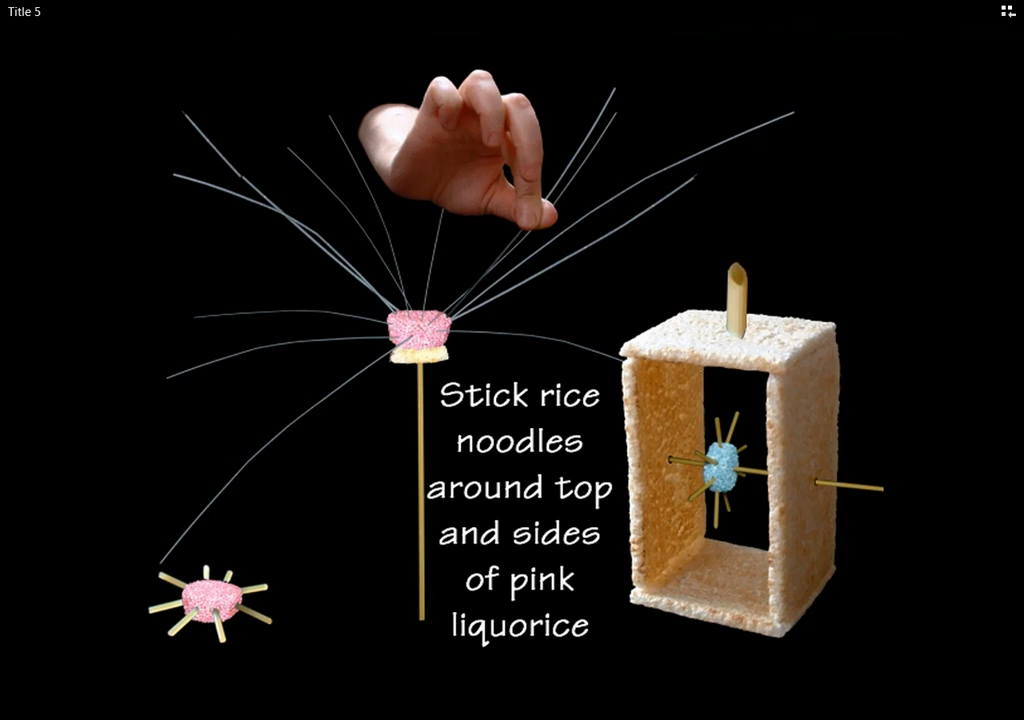 Title 5
Stick rice
noodles
around top
and sides
of pink
liquorice